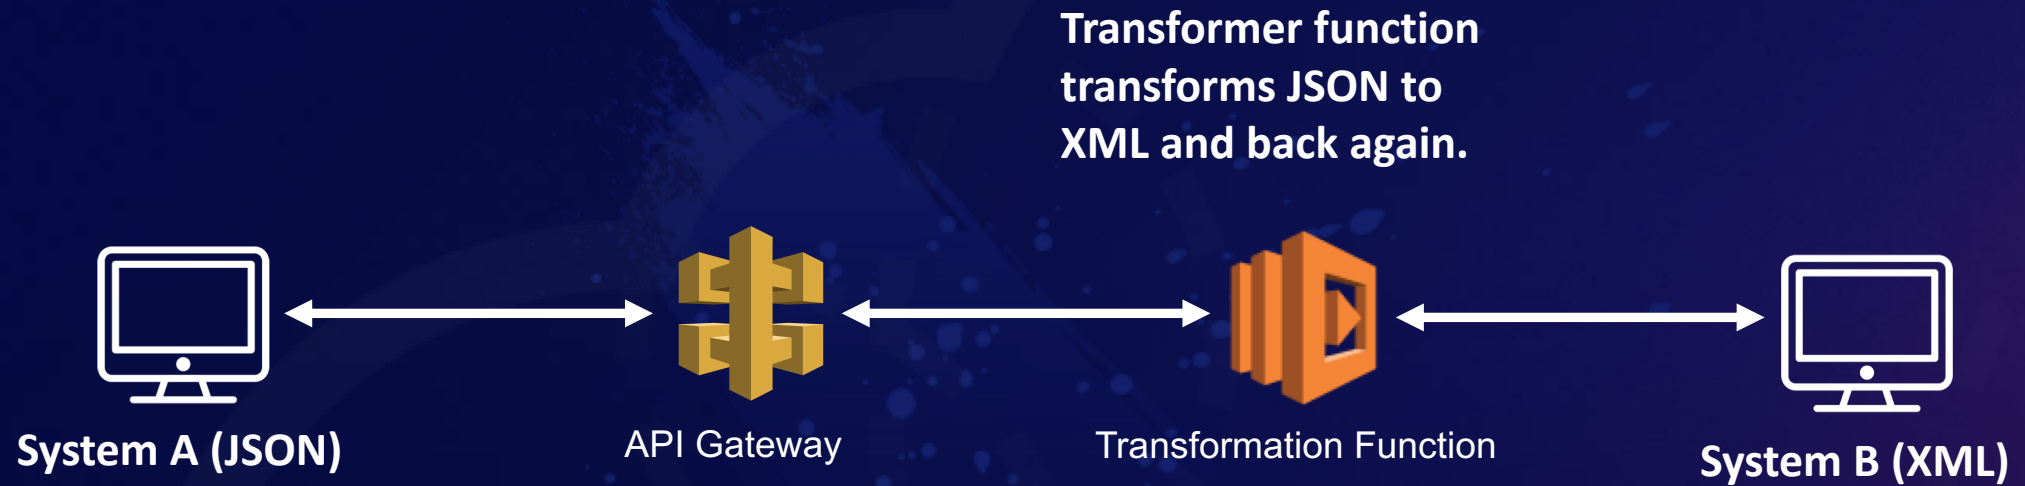 Transformer function
transforms JSON to
XML and back again.
System A (JSON)
API Gateway
Transformation Function
System B (XML)